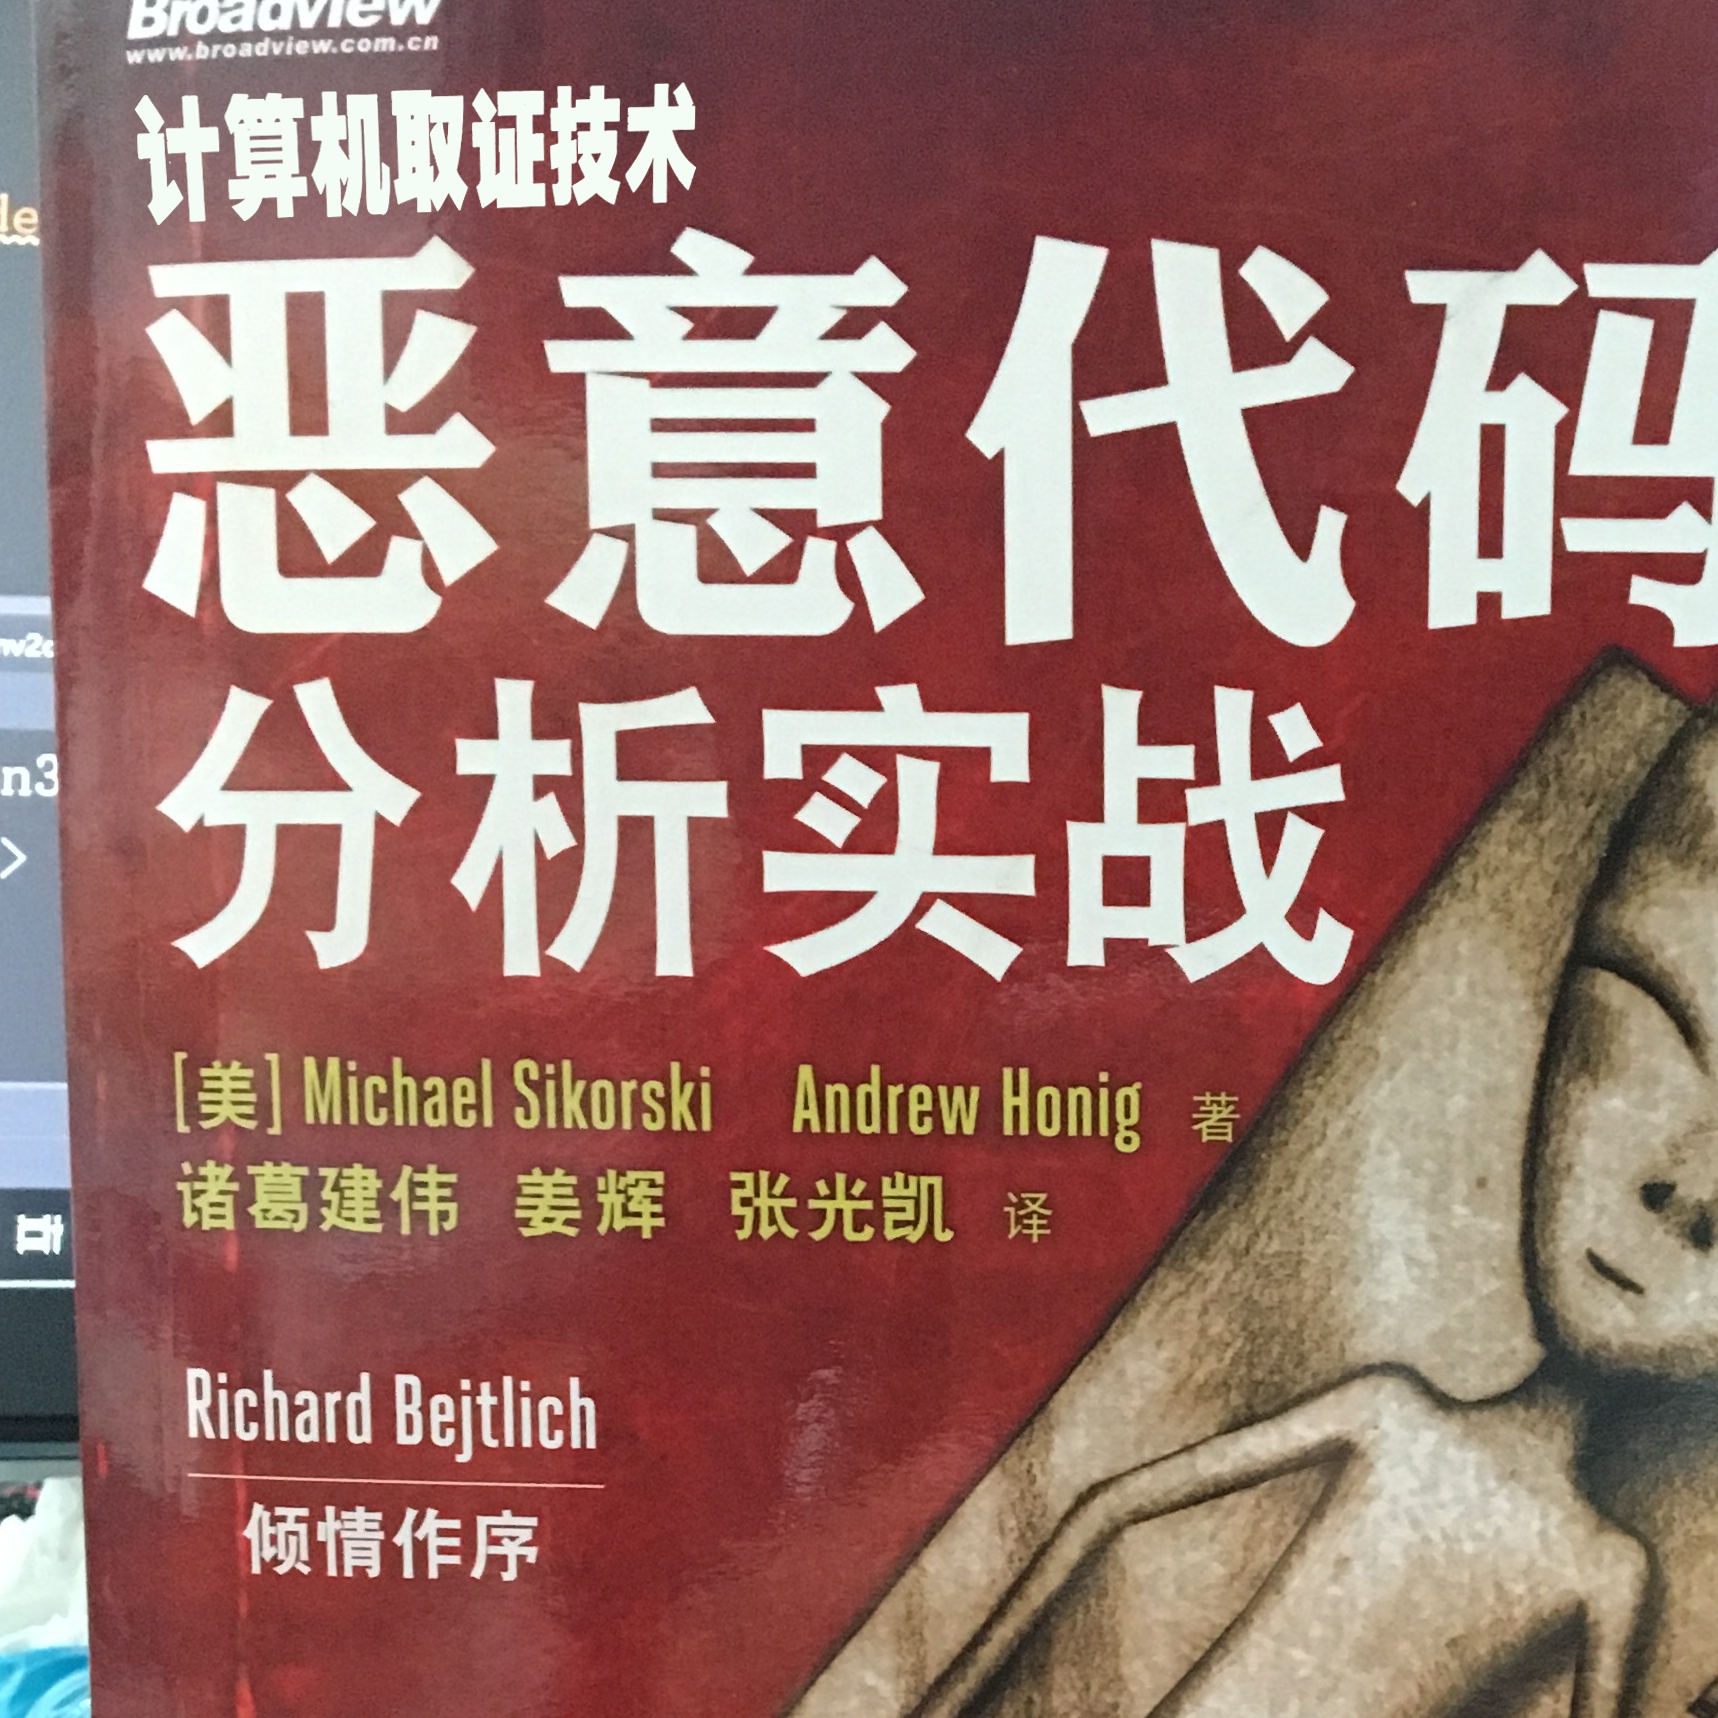 Broadview
www.broadview.com.cn
计算机取证技术
恶意代码
分析实战
[美] Michael Sikorski Andrew Honig 著
诸葛建伟 姜辉 张光凯 译
Richard Bejtlich
倾情作序
de
n3
>